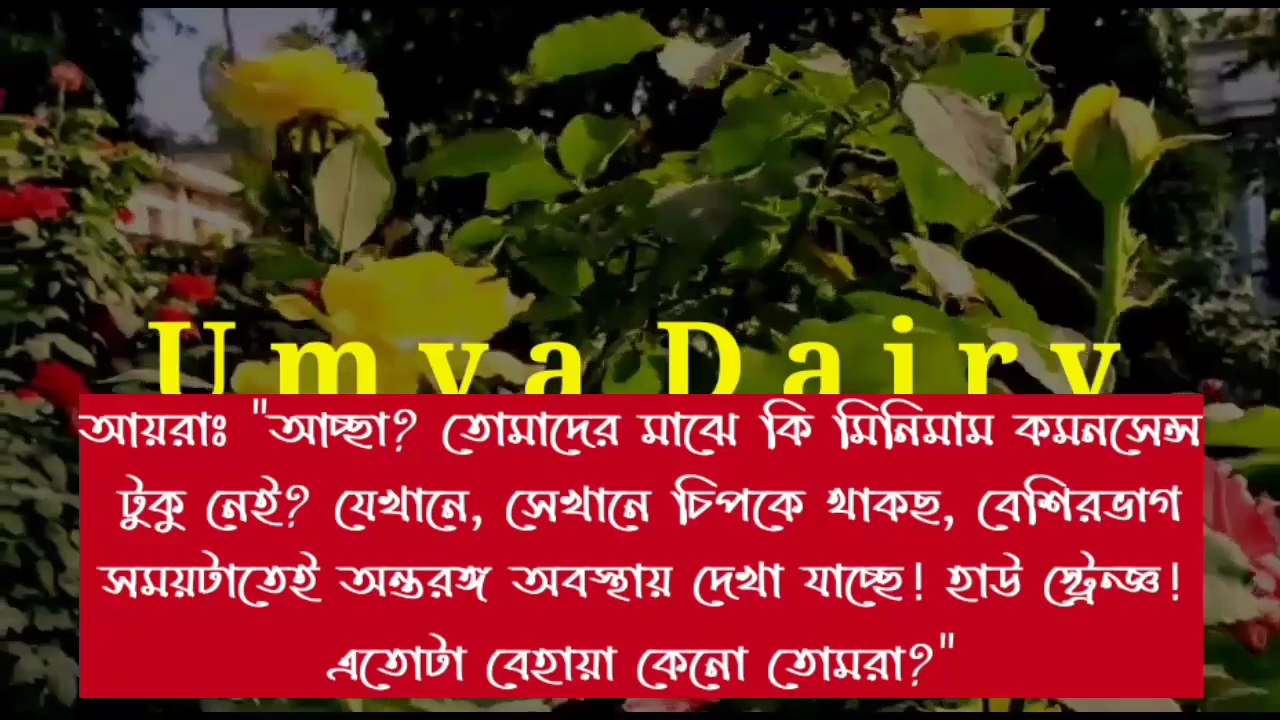 Umya Dairy
আয়রাঃ "আচ্ছা? তোমাদের মাঝে কি মিনিমাম কমনসেন্স
টুকু নেই? যেখানে, সেখানে চিপকে থাকছ, বেশিরভাগ
সময়টাতেই অন্তরঙ্গ অবস্থায় দেখা যাচ্ছে! হাউ স্ট্রেন্জ্ঞ!
এতোটা বেহায়া কেনো তোমরা?"